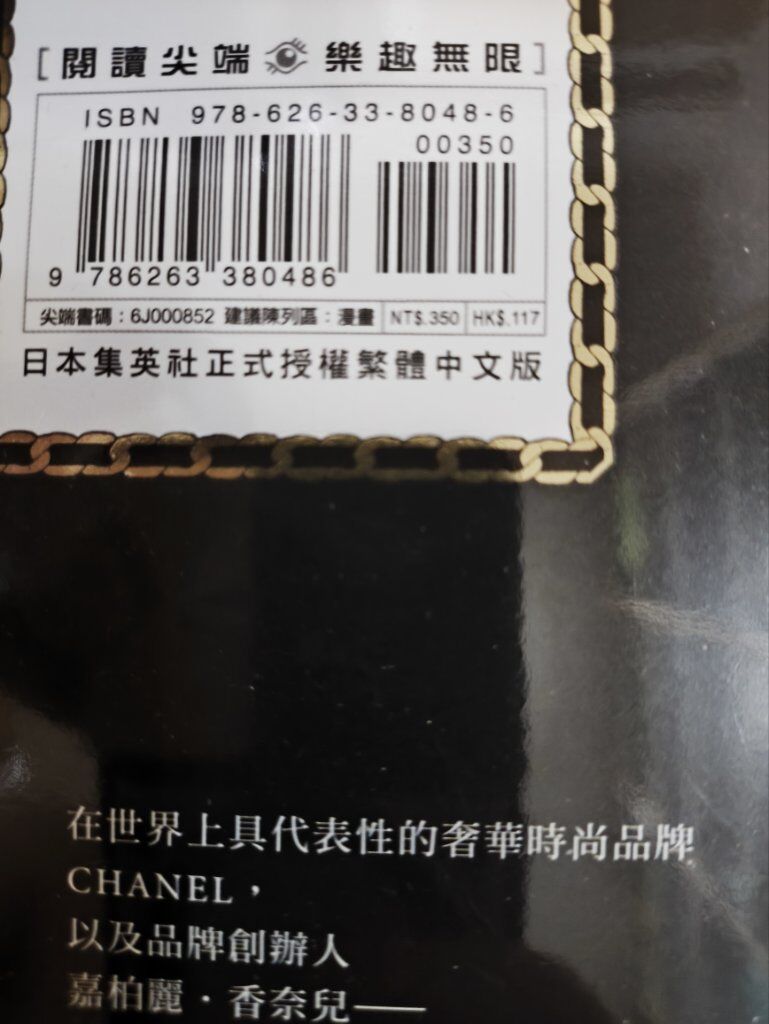 [閱讀尖端 樂趣無限]
ISBN 978-626-33-8048-6
00350
9 786263 380486
尖端書碼：6J000852 建議陳列區：漫畫 NT$.350 HK$.117
日本集英社正式授權繁體中文版
在世界上具代表性的奢華時尚品牌
CHANEL，
以及品牌創辦人
嘉柏麗・香奈兒——